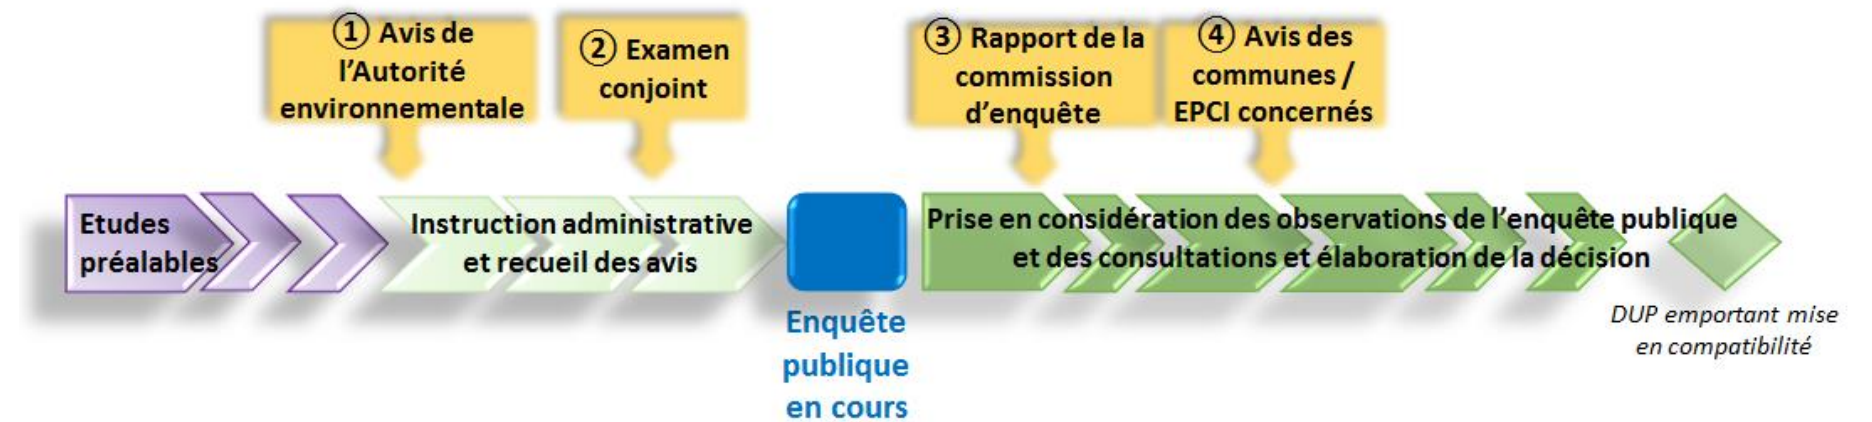 ① Avis de
l'Autorité
environnementale
② Examen
conjoint
③ Rapport de la
commission
d'enquête
④ Avis des
communes /
EPCI concernés
Etudes
préalables
Instruction administrative
et recueil des avis
Enquête
publique
en cours
Prise en considération des observations de l'enquête publique
et des consultations et élaboration de la décision
DUP emportant mise
en compatibilité